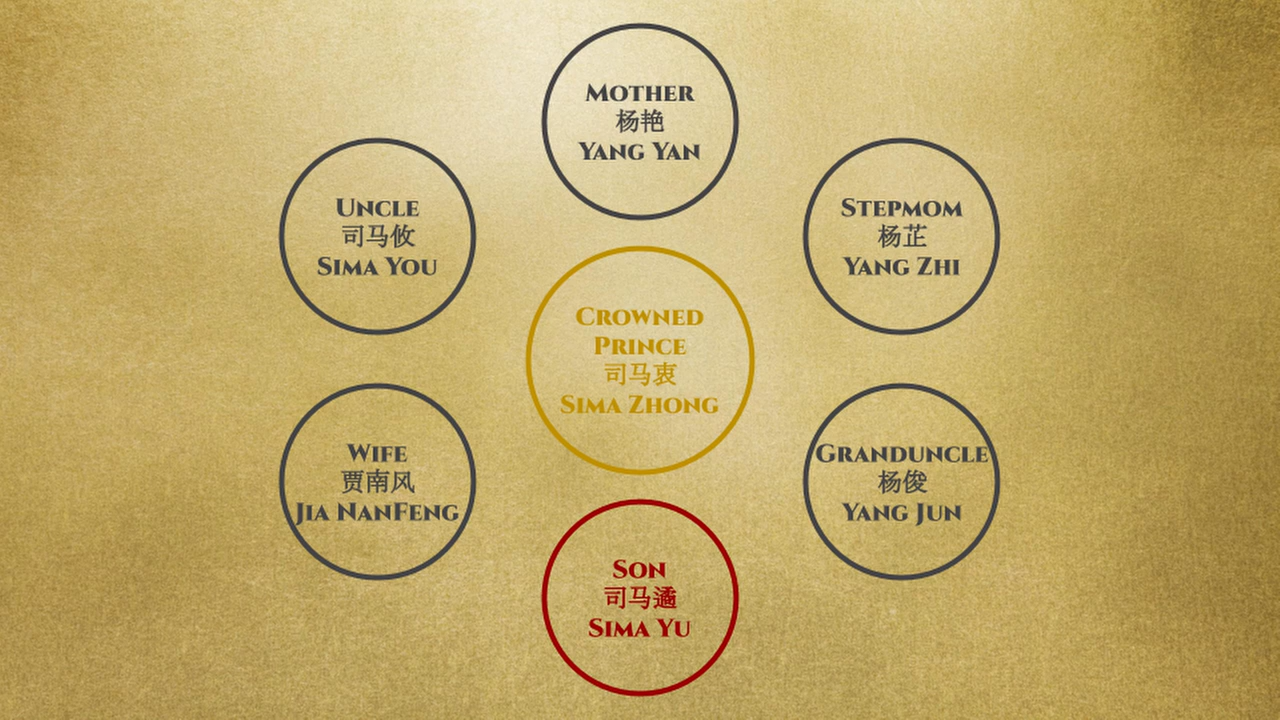 Mother
杨艳
Yang Yan
Uncle
司马攸
Sima You
Stepmom
杨芷
Yang Zhi
Crowned
Prince
司马衷
Sima Zhong
Wife
贾南风
Jia NanFeng
Granduncle
杨俊
Yang Jun
Son
司马遹
Sima Yu